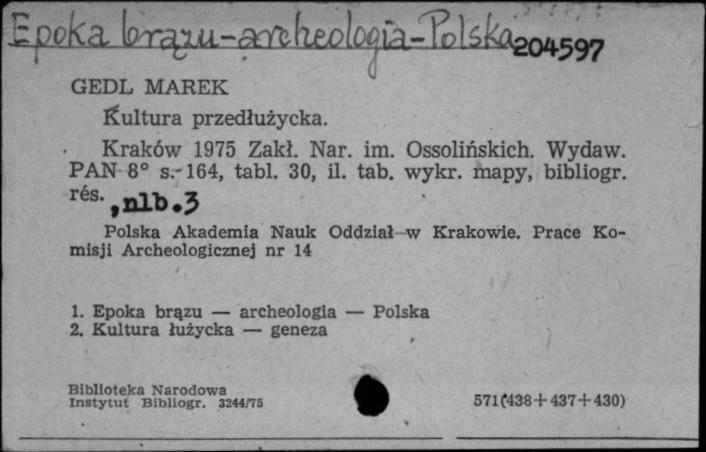 Epoka brązu-archeologia-Polska 204597
GEDL MAREK
Kultura przedłużycka.
Kraków 1975 Zakł. Nar. im. Ossolińskich. Wydaw.
PAN 8° s. 164, tabl. 30, il. tab. wykr. mapy, bibliogr.
rés. , nlb. 3
Polska Akademia Nauk Oddział w Krakowie. Prace Ko-
misji Archeologicznej nr 14
1. Epoka brązu — archeologia — Polska
2. Kultura łużycka — geneza
Biblioteka Narodowa
Instytut Bibliogr. 3244/75
571(438+437+430)